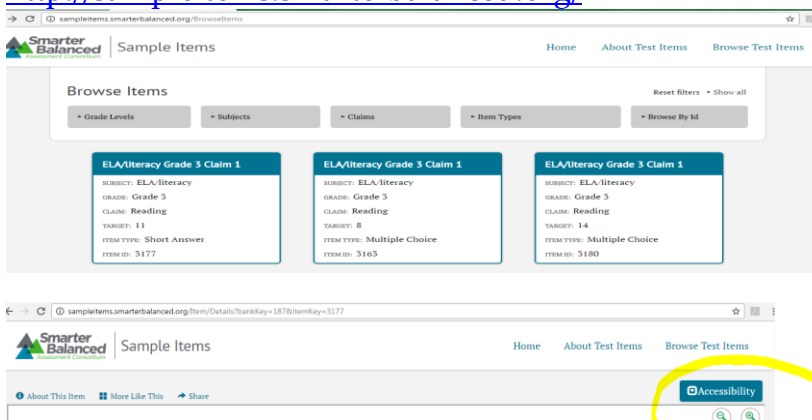 sampleitems.smarterbalanced.org/BrowseItems
Smarter Balanced Assessment Consortium Sample Items Home About Test Items Browse Test Items
Browse Items Reset filters Show all
Grade Levels Subjects Claims Item Types Browse By Id
ELA/literacy Grade 3 Claim 1 ELA/literacy Grade 3 Claim 1 ELA/literacy Grade 3 Claim 1
SUBJECT: ELA/literacy SUBJECT: ELA/literacy SUBJECT: ELA/literacy
GRADE: Grade 3 GRADE: Grade 3 GRADE: Grade 3
CLAIM: Reading CLAIM: Reading CLAIM: Reading
TARGET: 11 TARGET: 8 TARGET: 14
ITEM TYPE: Short Answer ITEM TYPE: Multiple Choice ITEM TYPE: Multiple Choice
ITEM ID: 3177 ITEM ID: 3163 ITEM ID: 3180
sampleitems.smarterbalanced.org/Item/Details?bankKey=187&itemKey=3177
Smarter Balanced Assessment Consortium Sample Items Home About Test Items Browse Test Items
About This Item More Like This Share Accessibility